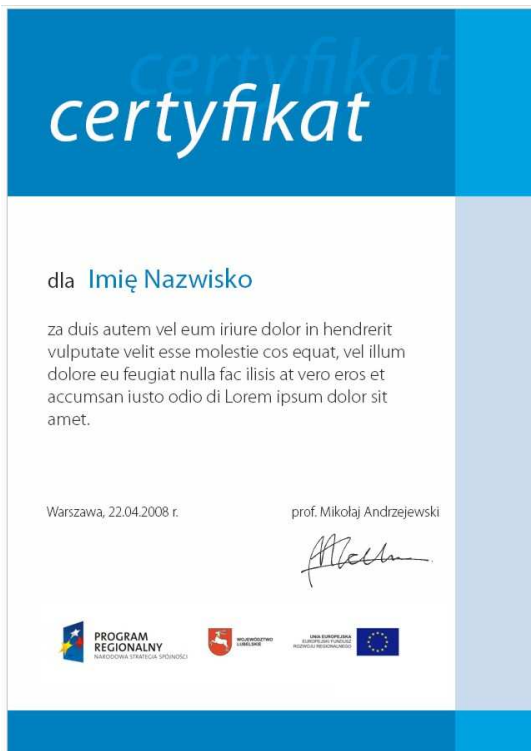 certyfikat
certyfikat
dla Imię Nazwisko
za duis autem vel eum iriure dolor in hendrerit
vulputate velit esse molestie cos equat, vel illum
dolore eu feugiat nulla fac ilisis at vero eros et
accumsan iusto odio di Lorem ipsum dolor sit
amet.
Warszawa, 22.04.2008 r.
prof. Mikołaj Andrzejewski
PROGRAM
REGIONALNY
NARODOWA STRATEGIA SPÓJNOŚCI
WOJEWÓDZTWO
LUBELSKIE
UNIA EUROPEJSKA
EUROPEJSKI FUNDUSZ
ROZWOJU REGIONALNEGO